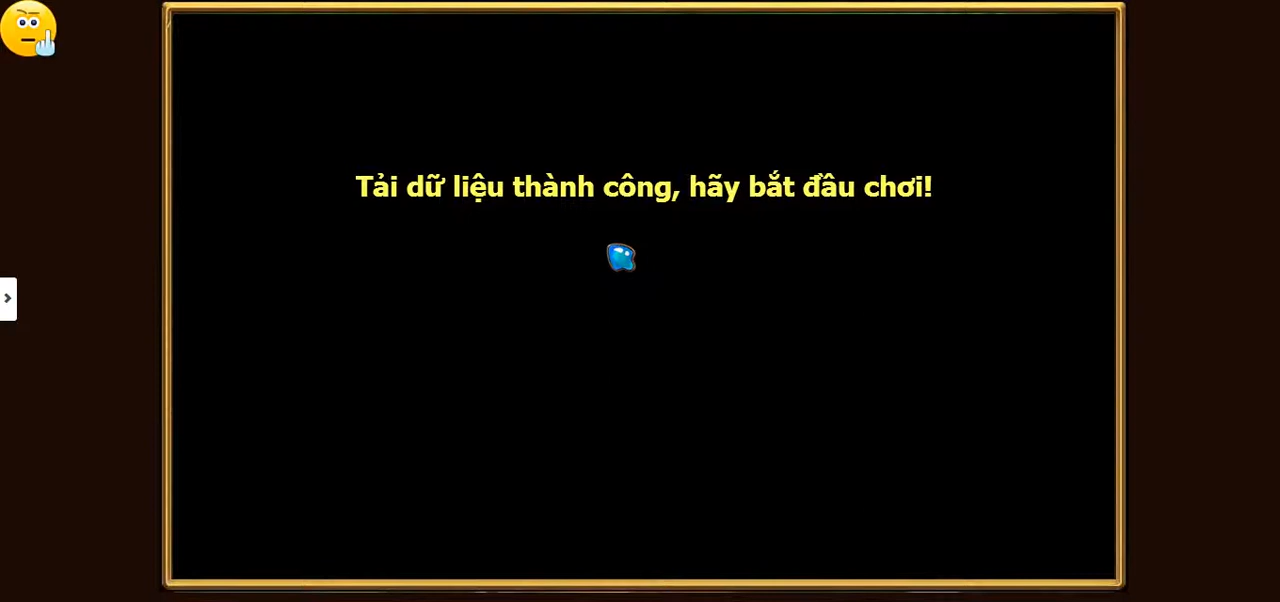 Tải dữ liệu thành công, hãy bắt đầu chơi!